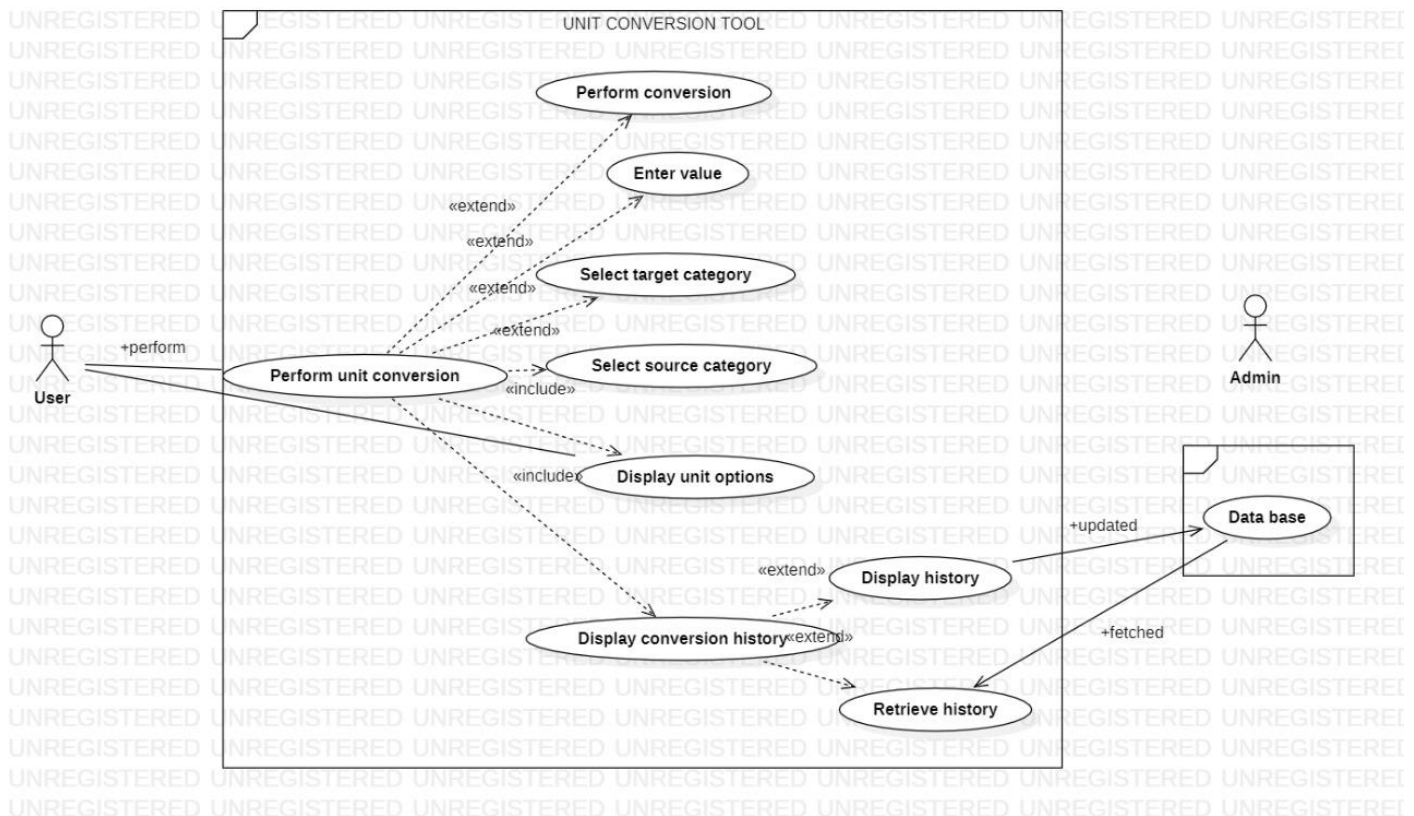 UNIT CONVERSION TOOL
Perform conversion
Enter value
«extend»
«extend»
Select target category
«extend»
«extend»
+perform
Select source category
Perform unit conversion
«include»
User
Admin
Display unit options
«include»
Data base
+updated
«extend»
Display history
+fetched
Display conversion history
«extend»
Retrieve history
UNREGISTERED